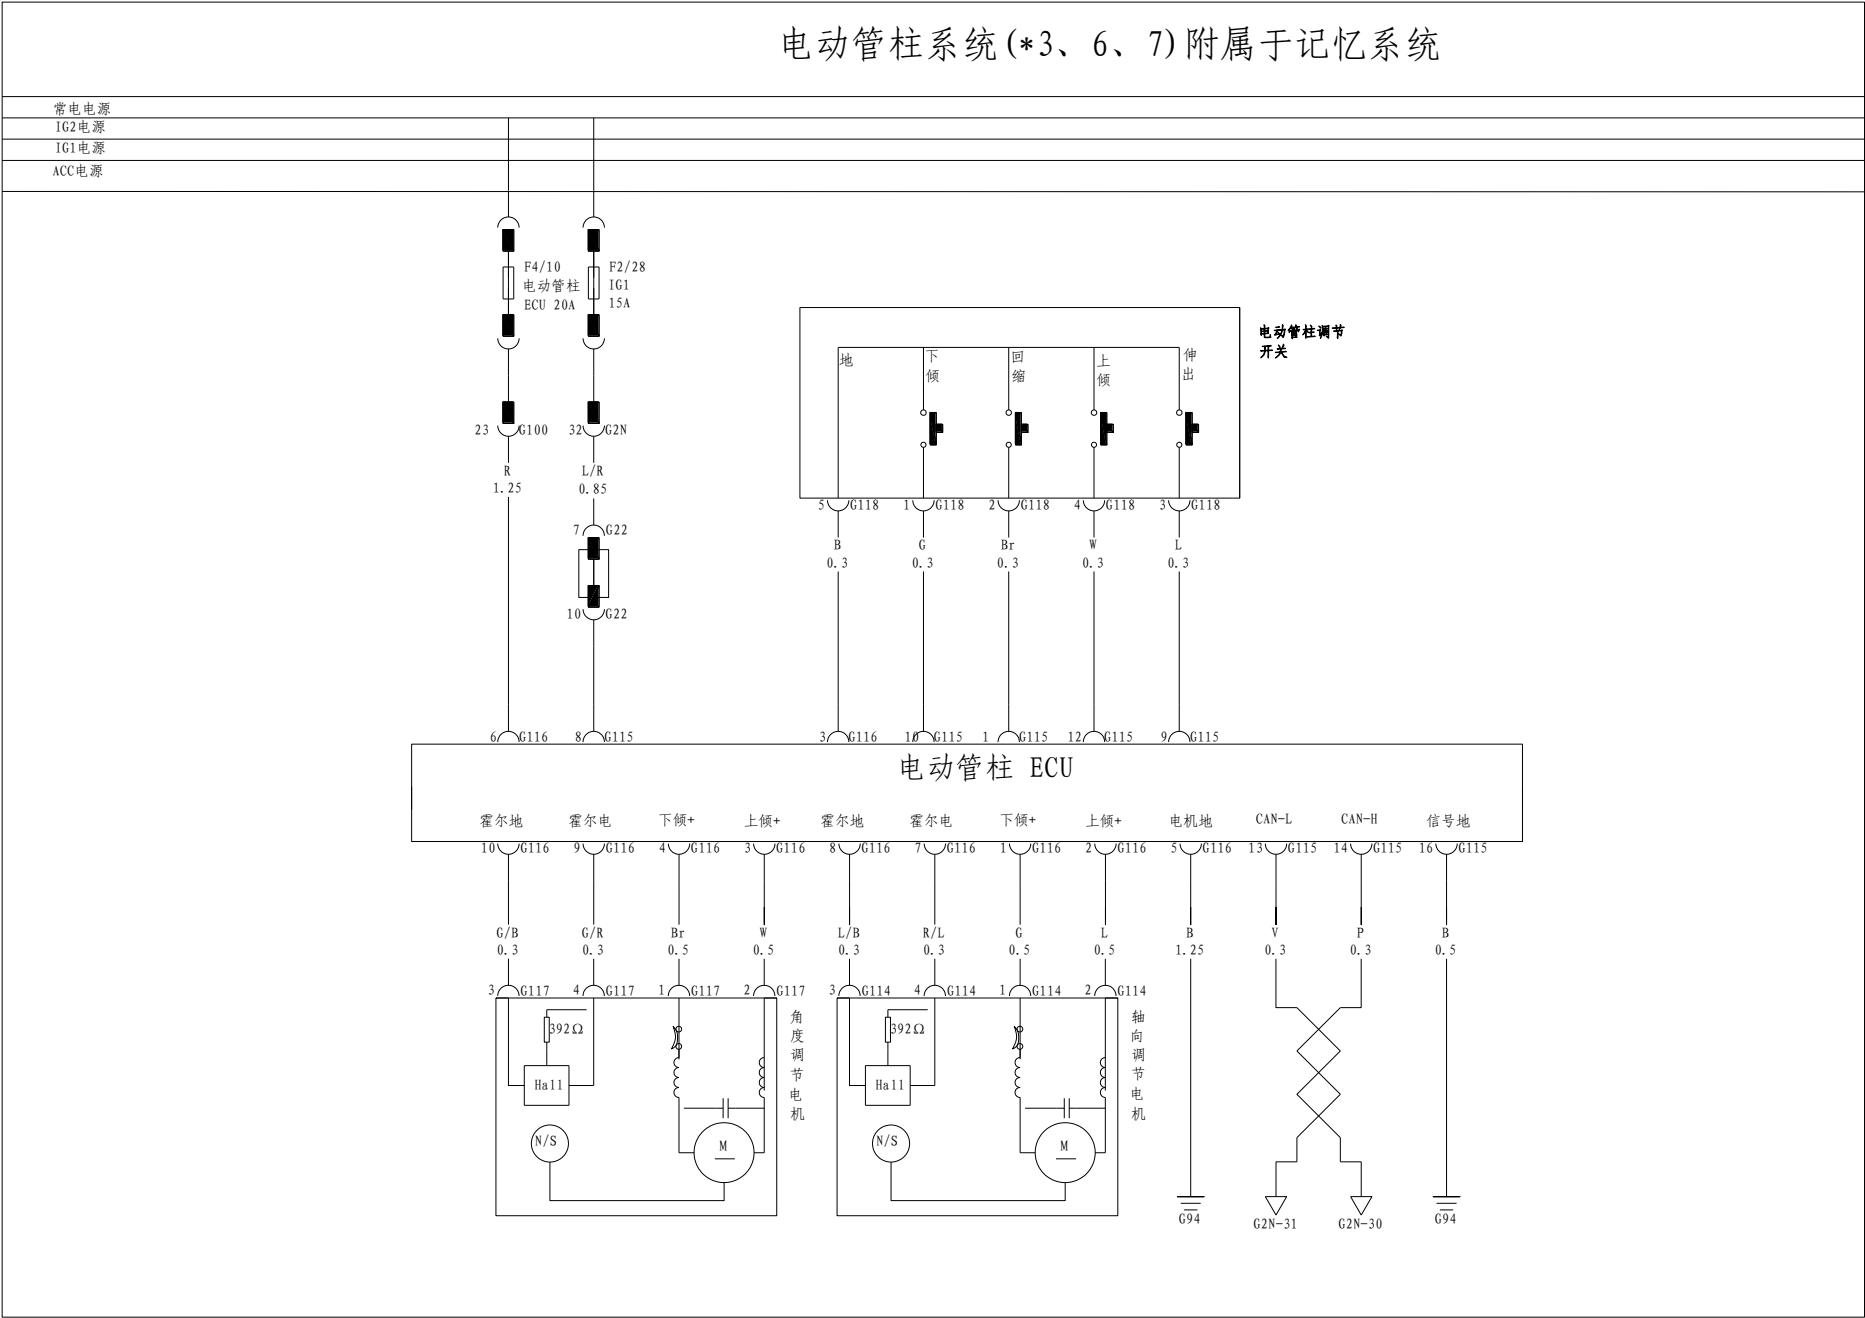 电动管柱系统(*3、6、7)附属于记忆系统
常电电源
IG2电源
IG1电源
ACC电源
F4/10
电动管柱
ECU 20A
F2/28
IG1
15A
电动管柱调节
开关
地
下倾
回缩
上倾
伸出
23 G100
32 G2N
R
1.25
L/R
0.85
7 G22
10 G22
5 G118
1 G118
2 G118
4 G118
3 G118
B
0.3
G
0.3
Br
0.3
W
0.3
L
0.3
6 G116
8 G115
3 G116
10 G115
1 G115
12 G115
9 G115
电动管柱 ECU
霍尔地
霍尔电
下倾+
上倾+
霍尔地
霍尔电
下倾+
上倾+
电机地
CAN-L
CAN-H
信号地
10 G116
9 G116
4 G116
3 G116
8 G116
7 G116
1 G116
2 G116
5 G116
13 G115
14 G115
16 G115
G/B
0.3
G/R
0.3
Br
0.5
W
0.5
L/B
0.3
R/L
0.3
G
0.5
L
0.5
B
1.25
V
0.3
P
0.3
B
0.5
3 G117
4 G117
1 G117
2 G117
3 G114
4 G114
1 G114
2 G114
392Ω
Hall
N/S
M
角度调节电机
392Ω
Hall
N/S
M
轴向调节电机
G94
G2N-31
G2N-30
G94